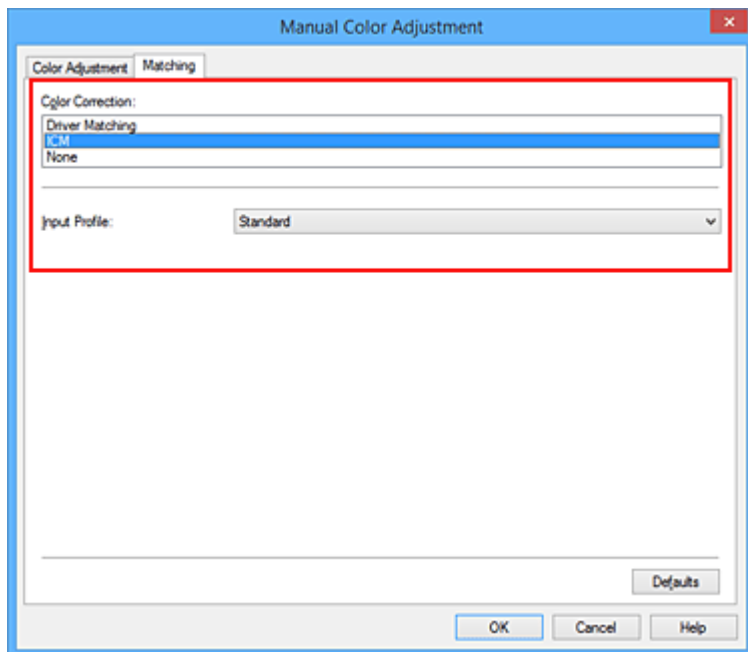 Manual Color Adjustment
Color Adjustment Matching
Color Correction:
Driver Matching
ICM
None
Input Profile: Standard
Defaults
OK Cancel Help